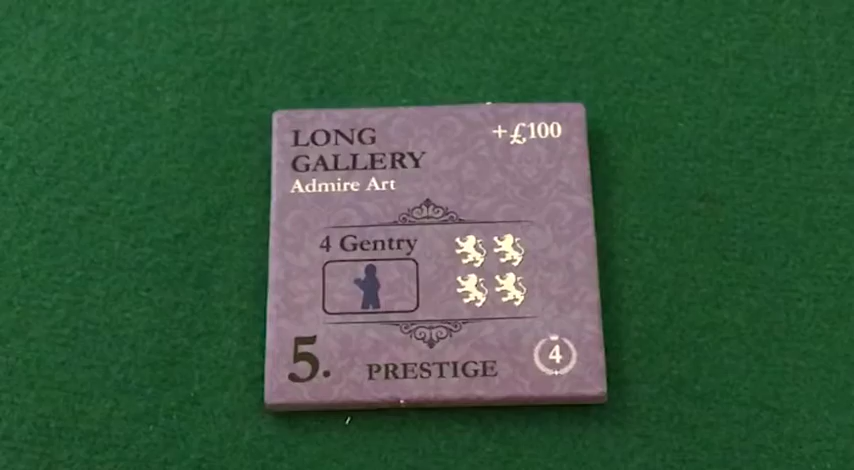 LONG
GALLERY
Admire Art
+£100
4 Gentry
5.
PRESTIGE
4